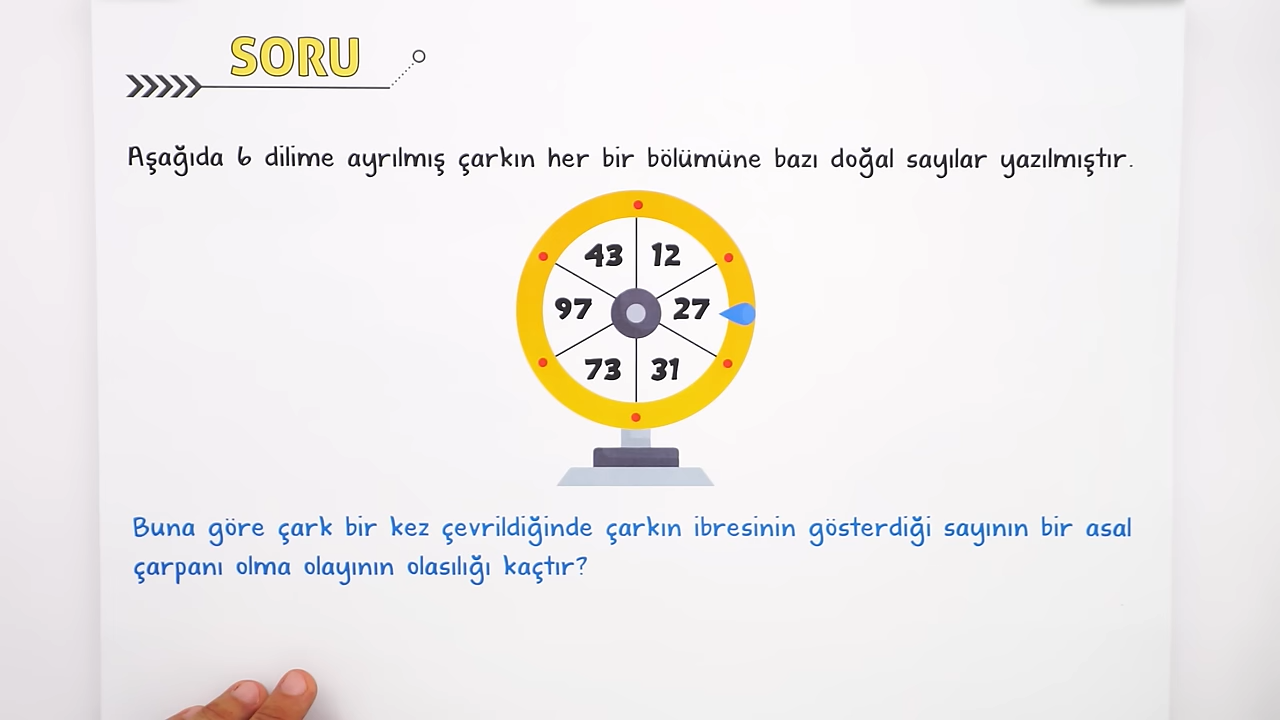 SORU
Aşağıda 6 dilime ayrılmış çarkın her bir bölümüne bazı doğal sayılar yazılmıştır.
43 12
97 27
73 31
Buna göre çark bir kez çevrildiğinde çarkın ibresinin gösterdiği sayının bir asal
çarpanı olma olayının olasılığı kaçtır?